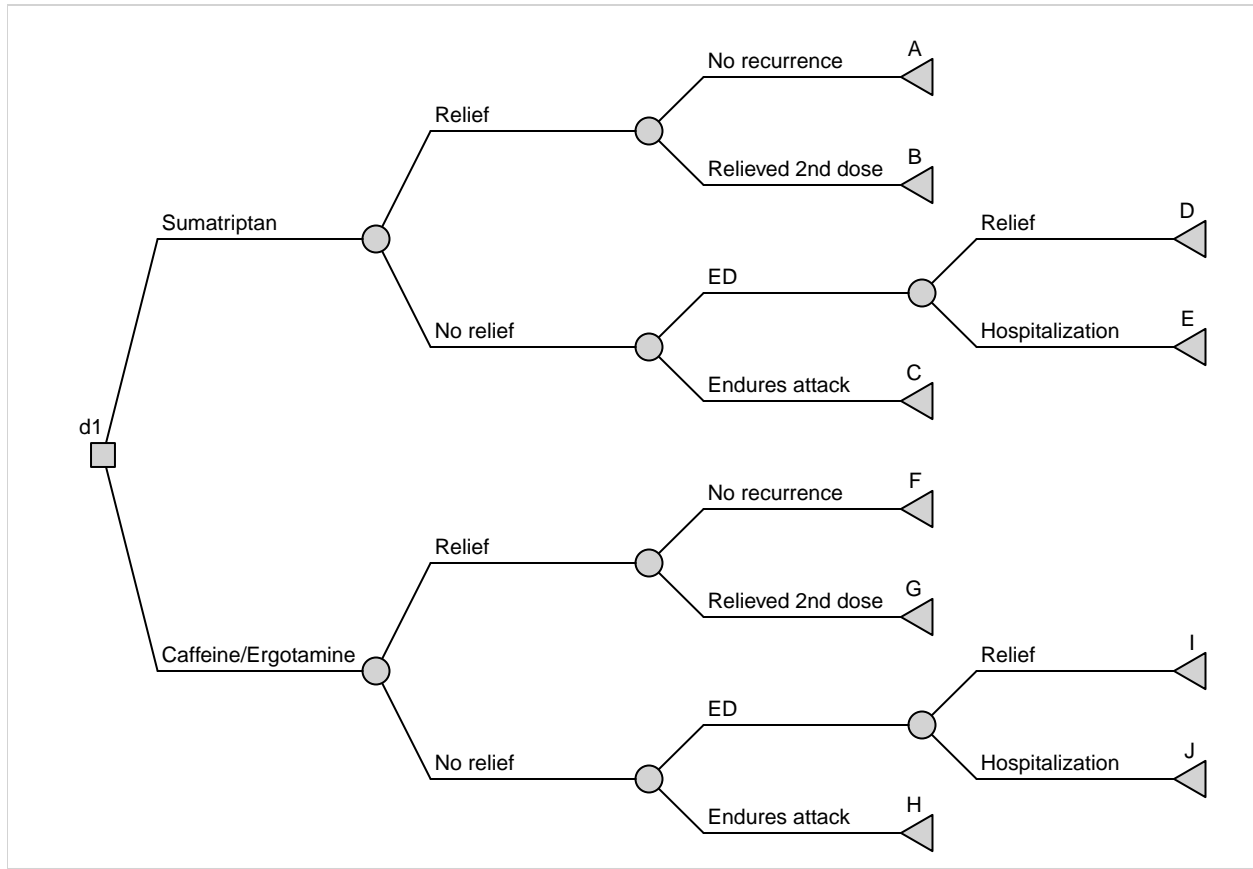 A
No recurrence
Relief
B
Relieved 2nd dose
D
Sumatriptan
Relief
ED
E
No relief
Hospitalization
C
Endures attack
d1
F
No recurrence
Relief
G
Relieved 2nd dose
I
Caffeine/Ergotamine
Relief
ED
J
No relief
Hospitalization
H
Endures attack